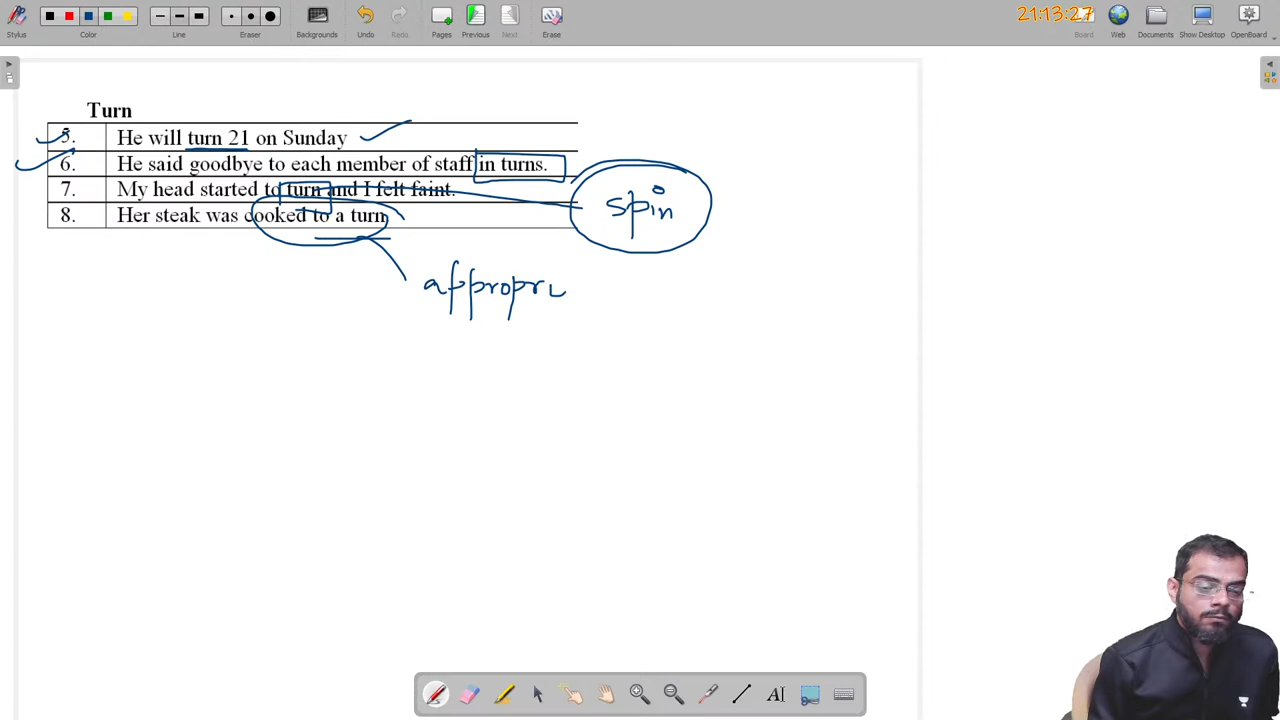 21:13:27
Stylus Color Line Eraser Backgrounds Undo Redo Pages Previous Next Erase Board Web Documents Show Desktop OpenBoard
Turn
5. He will turn 21 on Sunday
6. He said goodbye to each member of staff in turns.
7. My head started to turn and I felt faint.
8. Her steak was cooked to a turn
spin
appropri